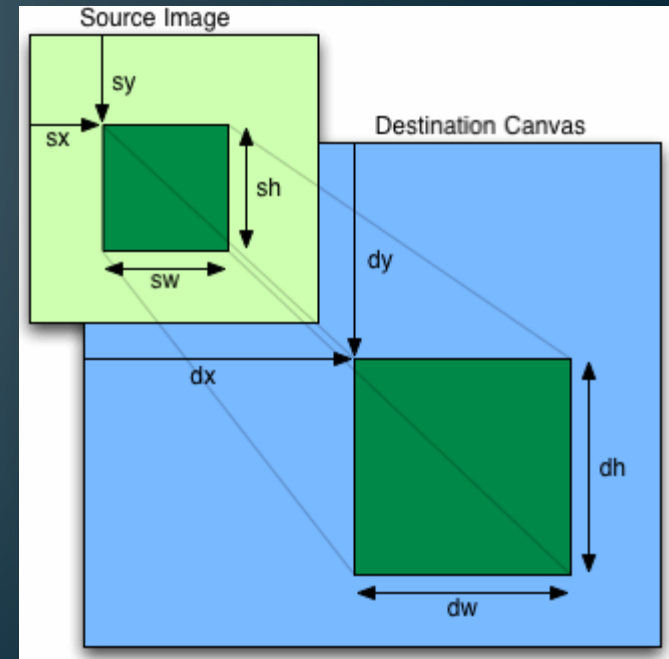 Source Image
sy
sx
Destination Canvas
sh
sw
dy
dx
dh
dw